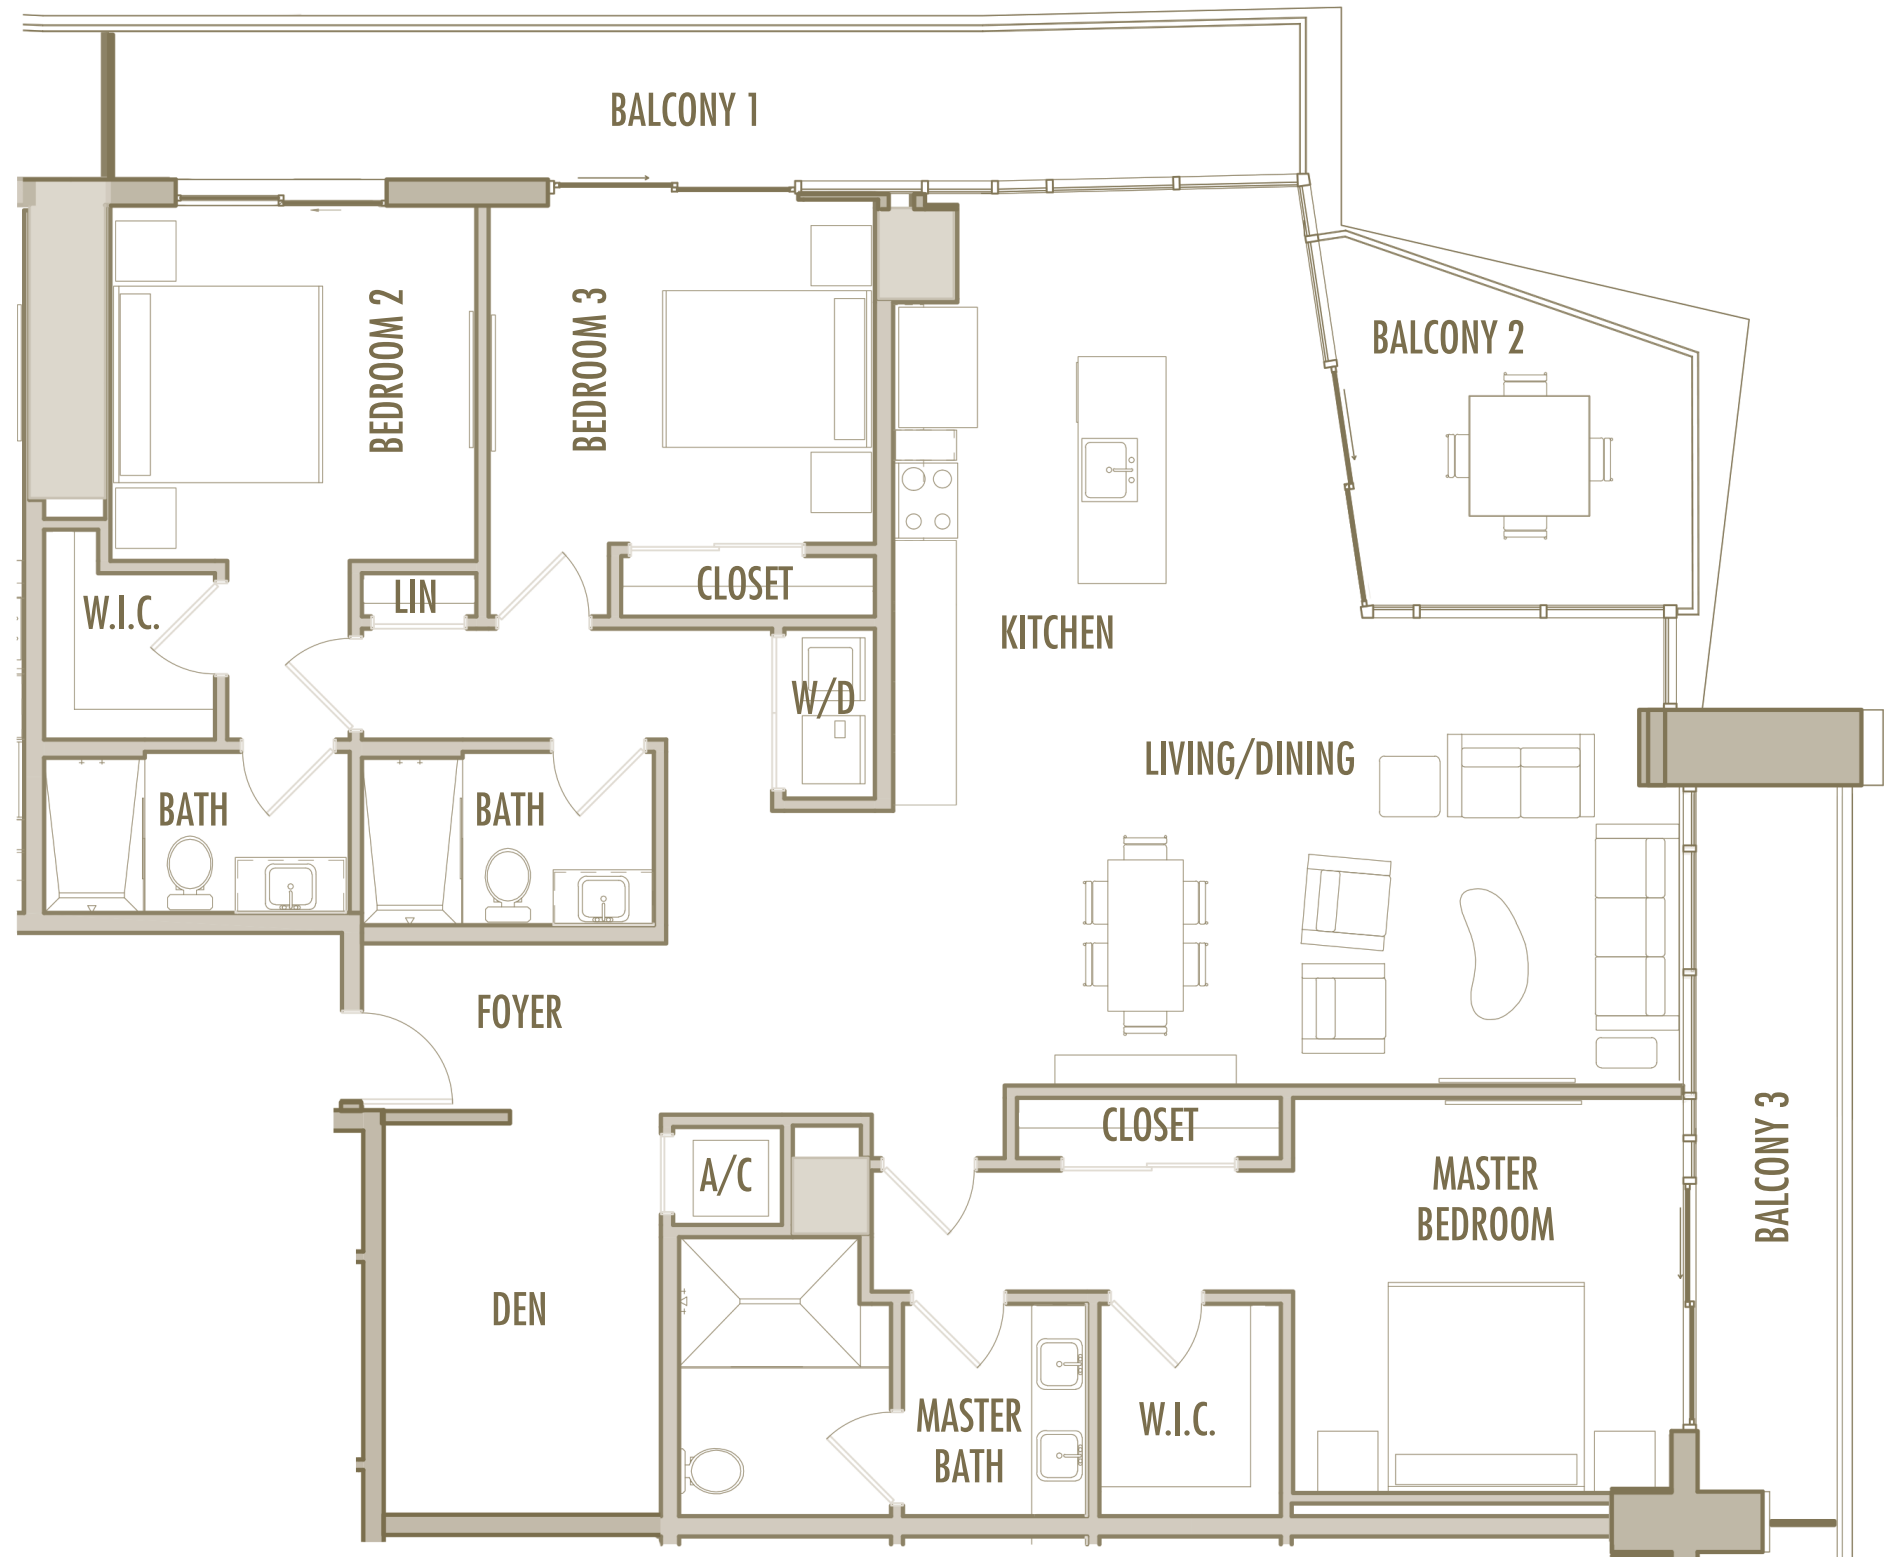 BALCONY 1
BEDROOM 2
BEDROOM 3
BALCONY 2
W.I.C.
LIN
CLOSET
KITCHEN
W/D
LIVING/DINING
BATH
BATH
FOYER
CLOSET
A/C
MASTER
BEDROOM
BALCONY 3
DEN
MASTER
BATH
W.I.C.